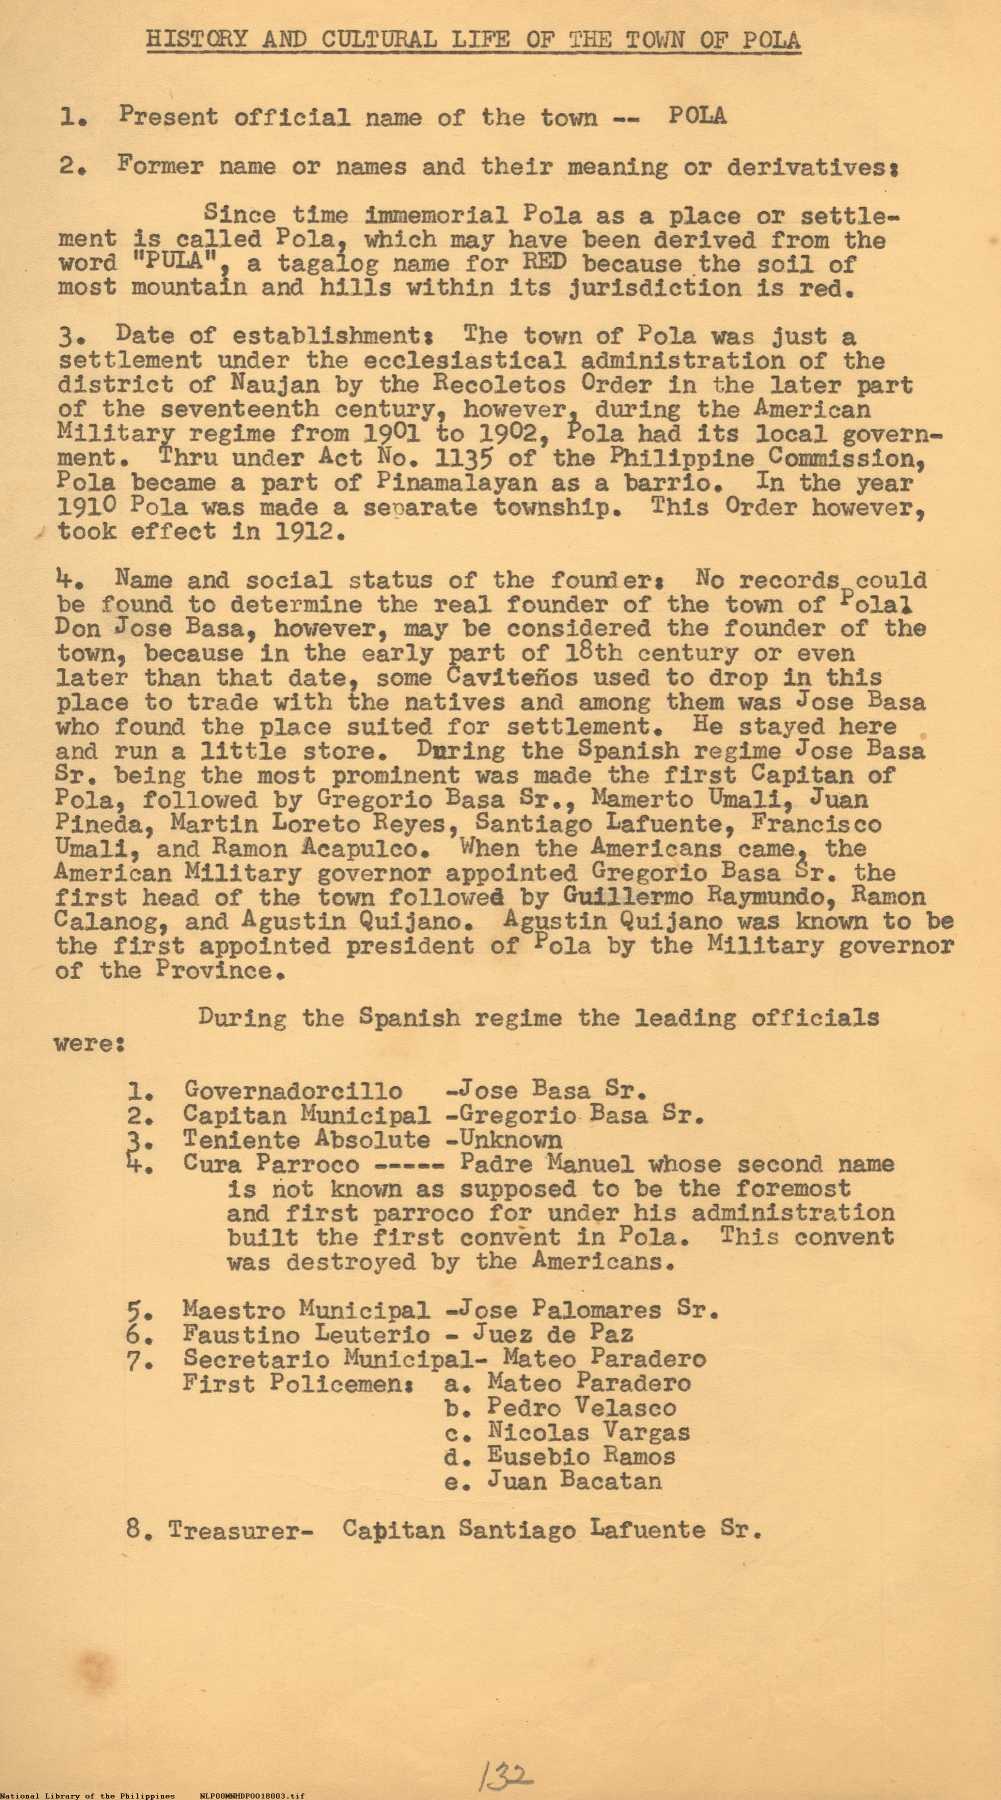 HISTORY AND CULTURAL LIFE OF THE TOWN OF POLA
1. Present official name of the town -- POLA
2. Former name or names and their meaning or derivatives:
Since time immemorial Pola as a place or settle-
ment is called Pola, which may have been derived from the
word "PULA", a tagalog name for RED because the soil of
most mountain and hills within its jurisdiction is red.
3. Date of establishment: The town of Pola was just a
settlement under the ecclesiastical administration of the
district of Naujan by the Recoletos Order in the later part
of the seventeenth century, however, during the American
Military regime from 1901 to 1902, Pola had its local govern-
ment. Thru under Act No. 1135 of the Philippine Commission,
Pola became a part of Pinamalayan as a barrio. In the year
1910 Pola was made a separate township. This Order however,
took effect in 1912.
4. Name and social status of the founder: No records could
be found to determine the real founder of the town of Polal
Don Jose Basa, however, may be considered the founder of the
town, because in the early part of 18th century or even
later than that date, some Caviteños used to drop in this
place to trade with the natives and among them was Jose Basa
who found the place suited for settlement. He stayed here
and run a little store. During the Spanish regime Jose Basa
Sr. being the most prominent was made the first Capitan of
Pola, followed by Gregorio Basa Sr., Mamerto Umali, Juan
Pineda, Martin Loreto Reyes, Santiago Lafuente, Francisco
Umali, and Ramon Acapulco. When the Americans came, the
American Military governor appointed Gregorio Basa Sr. the
first head of the town followed by Guillermo Raymundo, Ramon
Calanog, and Agustin Quijano. Agustin Quijano was known to be
the first appointed president of Pola by the Military governor
of the Province.
During the Spanish regime the leading officials
were:
1. Governadorcillo -Jose Basa Sr.
2. Capitan Municipal -Gregorio Basa Sr.
3. Teniente Absolute -Unknown
4. Cura Parroco ----- Padre Manuel whose second name
is not known as supposed to be the foremost
and first parroco for under his administration
built the first convent in Pola. This convent
was destroyed by the Americans.
5. Maestro Municipal -Jose Palomares Sr.
6. Faustino Leuterio - Juez de Paz
7. Secretario Municipal- Mateo Paradero
First Policemen: a. Mateo Paradero
b. Pedro Velasco
c. Nicolas Vargas
d. Eusebio Ramos
e. Juan Bacatan
8. Treasurer- Capitan Santiago Lafuente Sr.
132
National Library of the Philippines NLP00MNHDP0018003.tif